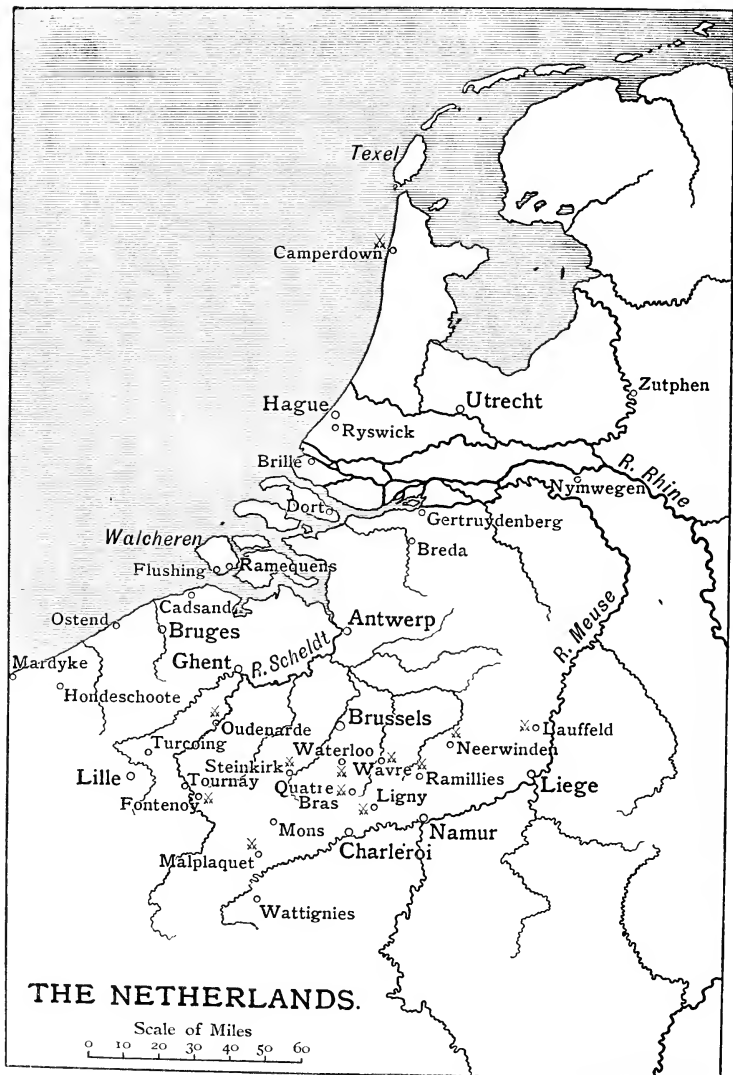 Texel
Camperdown
Hague
Utrecht
Zutphen
Ryswick
Brille
R. Rhine
Nymwegen
Dort
Gertruydenberg
Walcheren
Breda
Flushing
Ramequens
Cadsand
Ostend
Bruges
Antwerp
R. Meuse
Ghent
R. Scheldt
Mardyke
Hondeschoote
Oudenarde
Brussels
Lauffeld
Turcoing
Waterloo
Neerwinden
Steinkirk
Wavre
Lille
Tournay
Ramillies
Liege
Quatre
Bras
Fontenoy
Ligny
Mons
Namur
Charleroi
Malplaquet
Wattignies
THE NETHERLANDS.
Scale of Miles
0 10 20 30 40 50 60